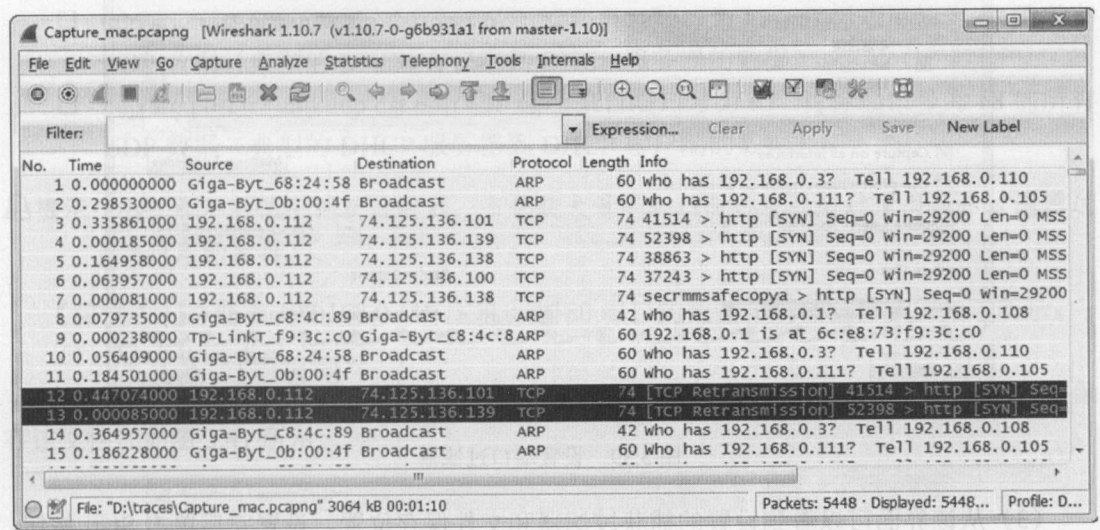 Capture_mac.pcapng [Wireshark 1.10.7 (v1.10.7-0-g6b931a1 from master-1.10)]
File Edit View Go Capture Analyze Statistics Telephony Tools Internals Help
Filter: Expression... Clear Apply Save New Label
No. Time Source Destination Protocol Length Info
1 0.000000000 Giga-Byt_68:24:58 Broadcast ARP 60 Who has 192.168.0.3? Tell 192.168.0.110
2 0.298530000 Giga-Byt_0b:00:4f Broadcast ARP 60 Who has 192.168.0.111? Tell 192.168.0.105
3 0.335861000 192.168.0.112 74.125.136.101 TCP 74 41514 > http [SYN] Seq=0 Win=29200 Len=0 MSS
4 0.000185000 192.168.0.112 74.125.136.139 TCP 74 52398 > http [SYN] Seq=0 Win=29200 Len=0 MSS
5 0.164958000 192.168.0.112 74.125.136.138 TCP 74 38863 > http [SYN] Seq=0 Win=29200 Len=0 MSS
6 0.063957000 192.168.0.112 74.125.136.100 TCP 74 37243 > http [SYN] Seq=0 Win=29200 Len=0 MSS
7 0.000081000 192.168.0.112 74.125.136.138 TCP 74 secrmmsafecopya > http [SYN] Seq=0 Win=29200
8 0.079735000 Giga-Byt_c8:4c:89 Broadcast ARP 42 Who has 192.168.0.1? Tell 192.168.0.108
9 0.000238000 Tp-LinkT_f9:3c:c0 Giga-Byt_c8:4c:8 ARP 60 192.168.0.1 is at 6c:e8:73:f9:3c:c0
10 0.056409000 Giga-Byt_68:24:58 Broadcast ARP 60 Who has 192.168.0.3? Tell 192.168.0.110
11 0.184501000 Giga-Byt_0b:00:4f Broadcast ARP 60 Who has 192.168.0.111? Tell 192.168.0.105
12 0.447074000 192.168.0.112 74.125.136.101 TCP 74 [TCP Retransmission] 41514 > http [SYN] Seq=
13 0.000085000 192.168.0.112 74.125.136.139 TCP 74 [TCP Retransmission] 52398 > http [SYN] Seq=
14 0.364957000 Giga-Byt_c8:4c:89 Broadcast ARP 42 Who has 192.168.0.3? Tell 192.168.0.108
15 0.186228000 Giga-Byt_0b:00:4f Broadcast ARP 60 Who has 192.168.0.111? Tell 192.168.0.105
File: "D:\traces\Capture_mac.pcapng" 3064 kB 00:01:10 Packets: 5448 · Displayed: 5448... Profile: D...